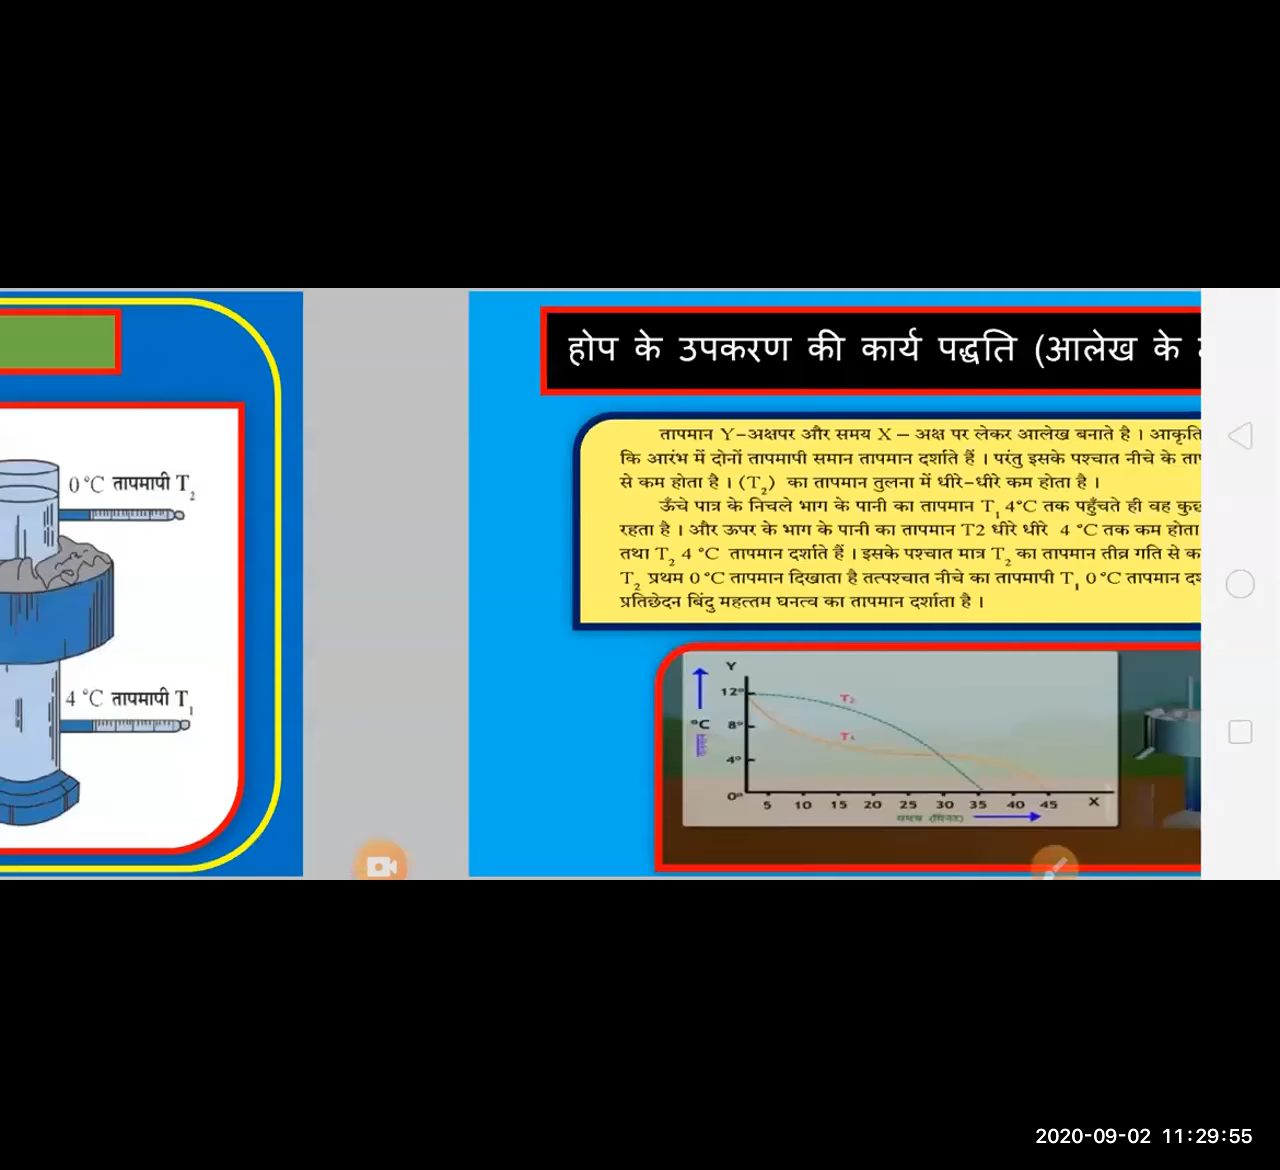 0 °C तापमापी T₂
4 °C तापमापी T₁
होप के उपकरण की कार्य पद्धति (आलेख के
तापमान Y-अक्षपर और समय X – अक्ष पर लेकर आलेख बनाते है । आकृति
कि आरंभ में दोनों तापमापी समान तापमान दर्शाते हैं । परंतु इसके पश्चात नीचे के
से कम होता है । (T₂) का तापमान तुलना में धीरे-धीरे कम होता है ।
ऊँचे पात्र के निचले भाग के पानी का तापमान T₁ 4°C तक पहुँचते ही वह
रहता है । और ऊपर के भाग के पानी का तापमान T2 धीरे धीरे 4 °C तक कम होता
तथा T₂ 4 °C तापमान दर्शाते हैं । इसके पश्चात मात्र T₂ का तापमान तीव्र गति से
T₂ प्रथम 0 °C तापमान दिखाता है तत्पश्चात नीचे का तापमापी T₁ 0 °C तापमान
प्रतिछेदन बिंदु महत्तम घनत्व का तापमान दर्शाता है ।
Y
12°
T₂
°C
8°
T₁
तापमान
4°
0°
5 10 15 20 25 30 35 40 45 X
समय (मिनट)
2020-09-02 11:29:55